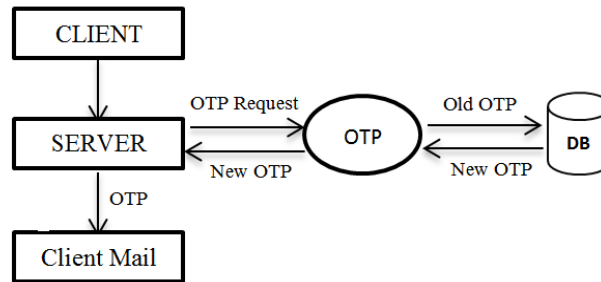 CLIENT
OTP Request
Old OTP
SERVER
OTP
DB
New OTP
New OTP
OTP
Client Mail